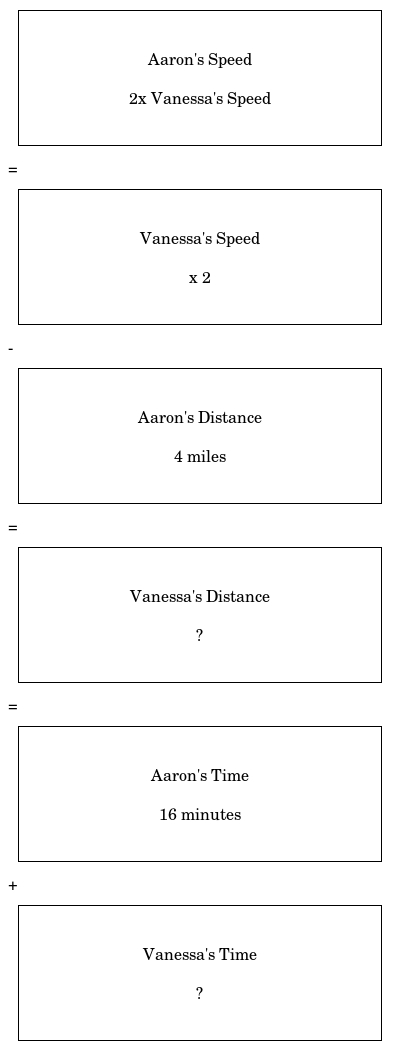 Aaron's Speed
2x Vanessa's Speed
=
Vanessa's Speed
x 2
-
Aaron's Distance
4 miles
=
Vanessa's Distance
?
=
Aaron's Time
16 minutes
+
Vanessa's Time
?